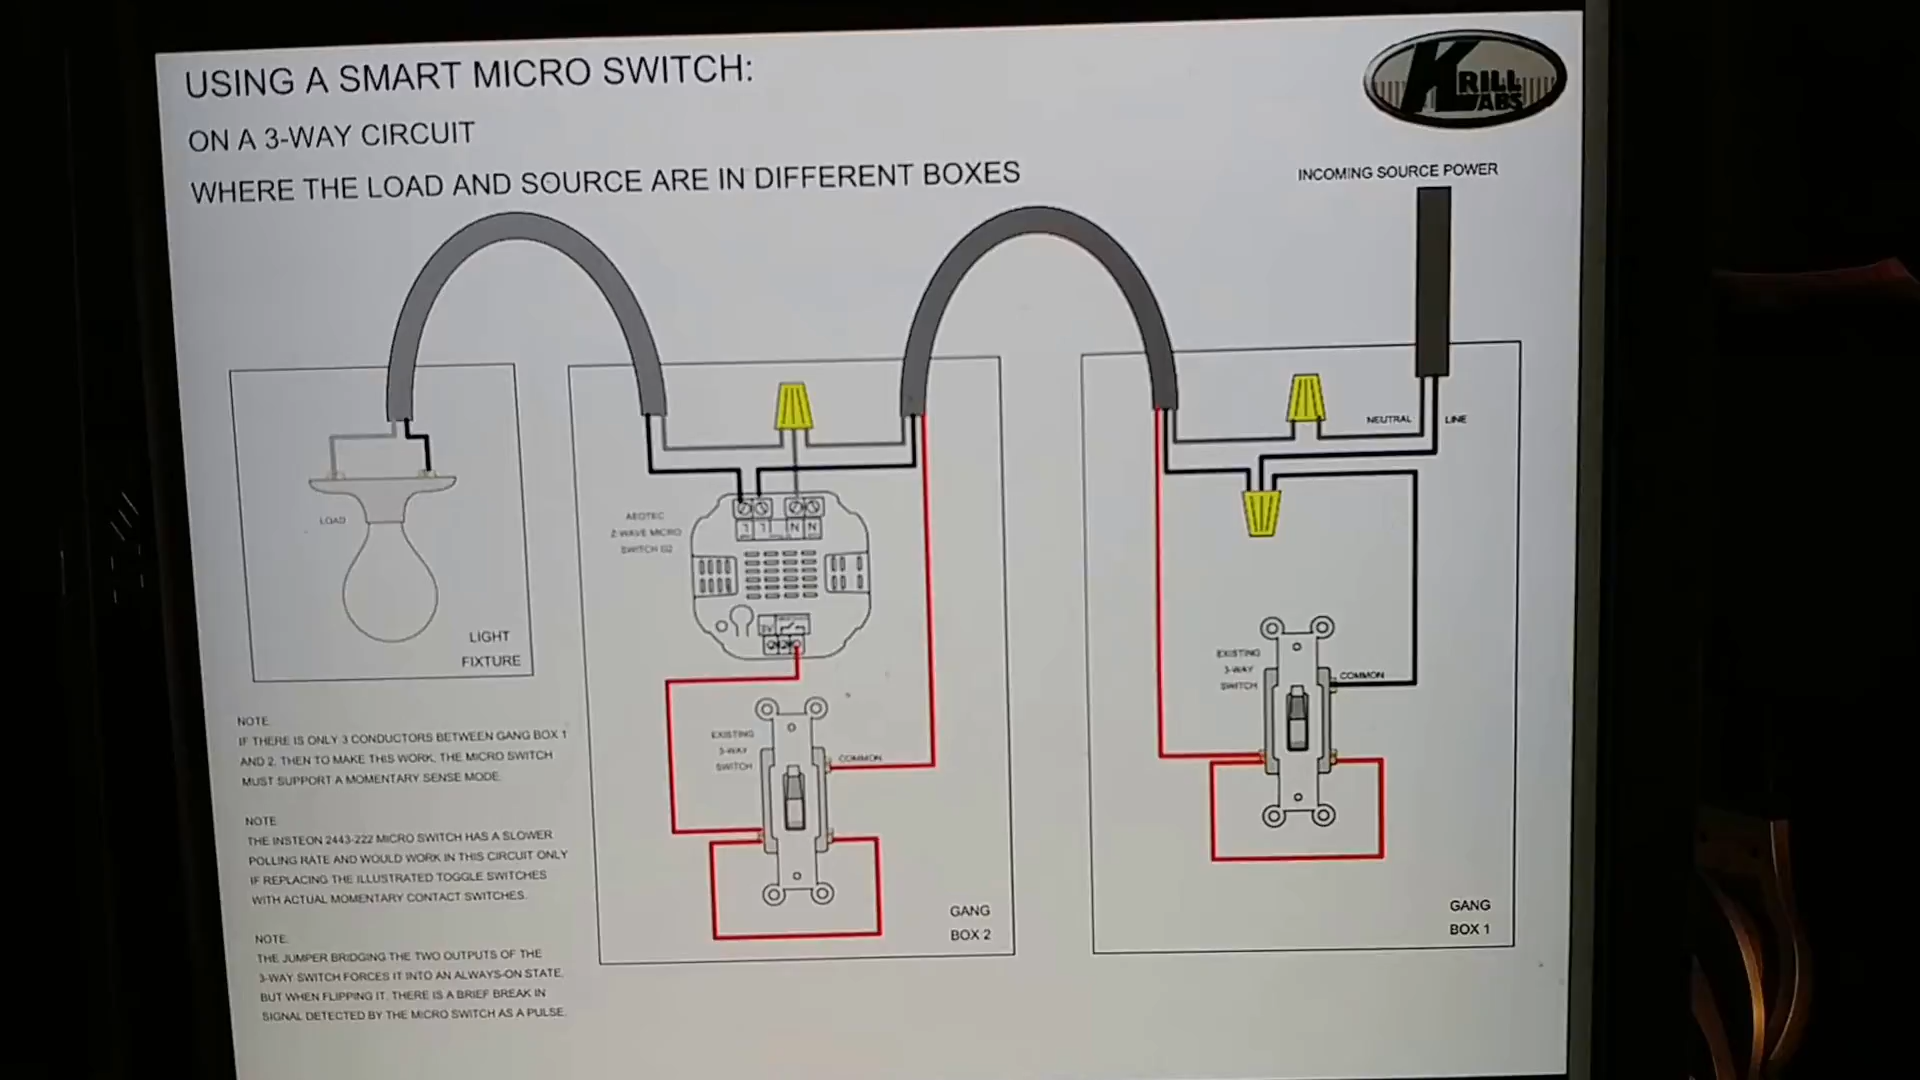 USING A SMART MICRO SWITCH:
ON A 3-WAY CIRCUIT
WHERE THE LOAD AND SOURCE ARE IN DIFFERENT BOXES
KRILL
LABS
INCOMING SOURCE POWER
NEUTRAL
LINE
LOAD
LIGHT
FIXTURE
AEOTEC
Z-WAVE MICRO
SWITCH G2
L L N N
EXISTING
3-WAY
SWITCH
COMMON
GANG
BOX 2
EXISTING
3-WAY
SWITCH
COMMON
GANG
BOX 1
NOTE
IF THERE IS ONLY 3 CONDUCTORS BETWEEN GANG BOX 1
AND 2, THEN TO MAKE THIS WORK, THE MICRO SWITCH
MUST SUPPORT A MOMENTARY SENSE MODE.
NOTE
THE INSTEON 2443-222 MICRO SWITCH HAS A SLOWER
POLLING RATE AND WOULD WORK IN THIS CIRCUIT ONLY
IF REPLACING THE ILLUSTRATED TOGGLE SWITCHES
WITH ACTUAL MOMENTARY CONTACT SWITCHES.
NOTE:
THE JUMPER BRIDGING THE TWO OUTPUTS OF THE
3-WAY SWITCH FORCES IT INTO AN ALWAYS-ON STATE,
BUT WHEN FLIPPING IT, THERE IS A BRIEF BREAK IN
SIGNAL DETECTED BY THE MICRO SWITCH AS A PULSE.